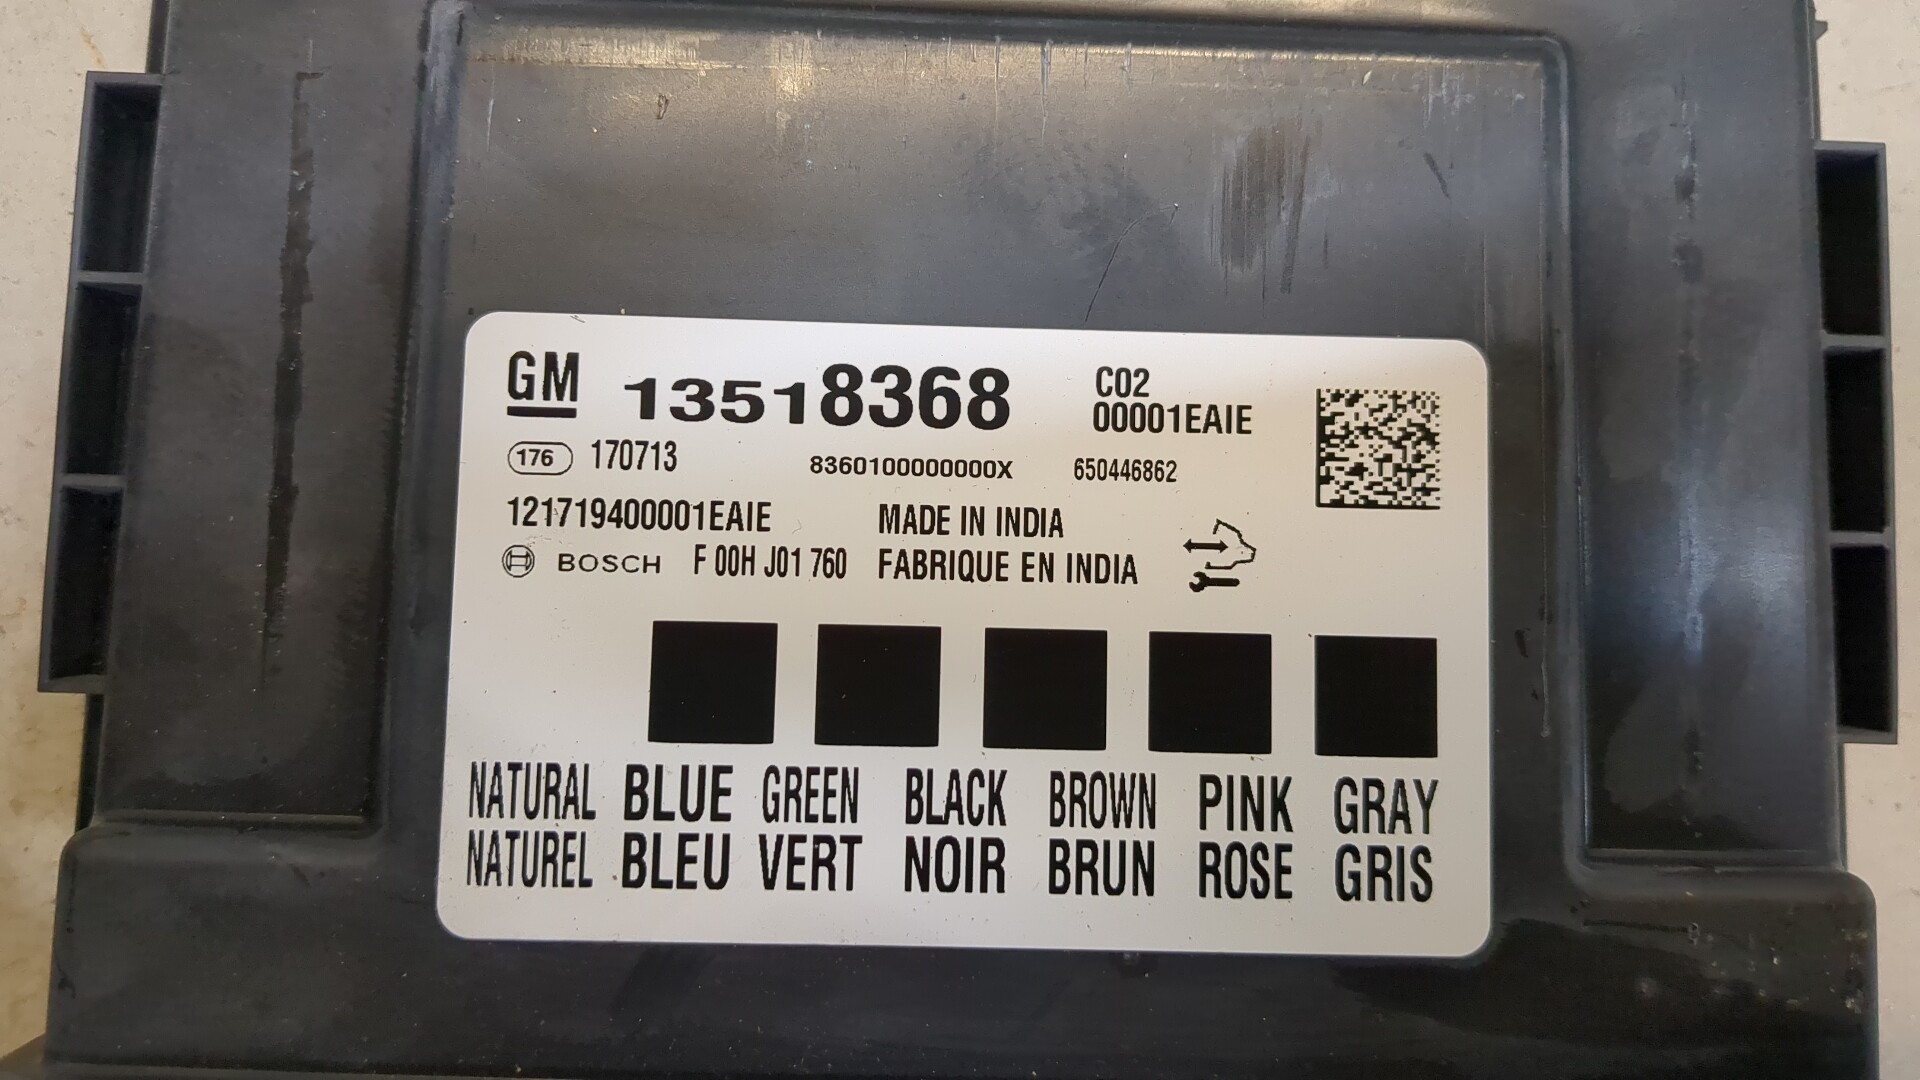 GM 13518368 C02
00001EAIE
176 170713 8360100000000X 650446862
121719400001EAIE MADE IN INDIA
BOSCH F 00H J01 760 FABRIQUE EN INDIA
NATURAL BLUE GREEN BLACK BROWN PINK GRAY
NATUREL BLEU VERT NOIR BRUN ROSE GRIS